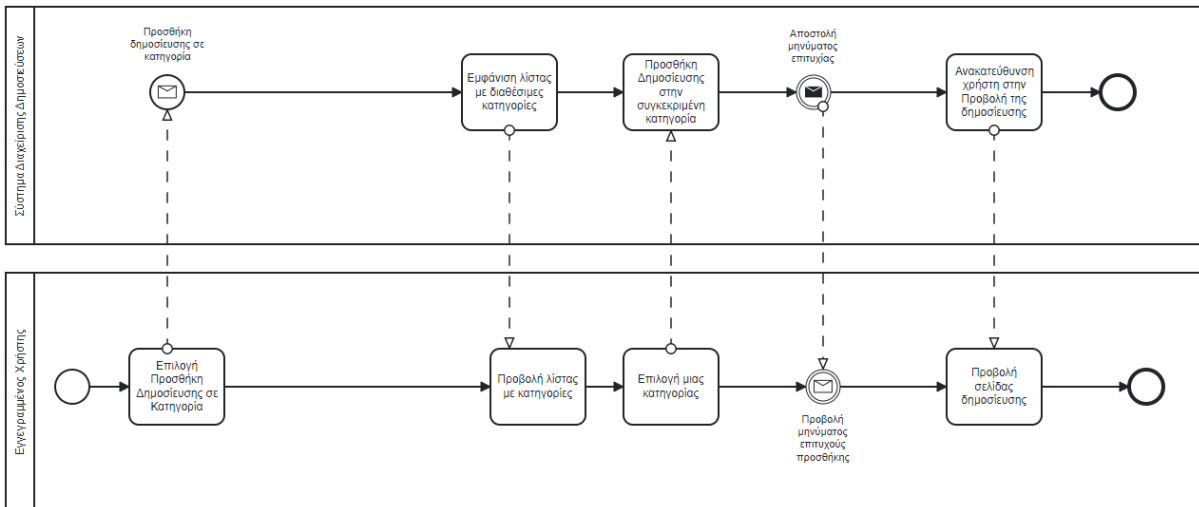 Σύστημα Διαχείρισης Δημοσιεύσεων
Προσθήκη
δημοσίευσης σε
κατηγορία
Εμφάνιση λίστας
με διαθέσιμες
κατηγορίες
Προσθήκη
Δημοσίευσης
στην
συγκεκριμένη
κατηγορία
Αποστολή
μηνύματος
επιτυχίας
Ανακατεύθυνση
χρήστη στην
Προβολή της
δημοσίευσης
Εγγεγραμμένος Χρήστης
Επιλογή
Προσθήκη
Δημοσίευσης σε
Κατηγορία
Προβολή λίστας
με κατηγορίες
Επιλογή μιας
κατηγορίας
Προβολή
μηνύματος
επιτυχούς
προσθήκης
Προβολή
σελίδας
δημοσίευσης